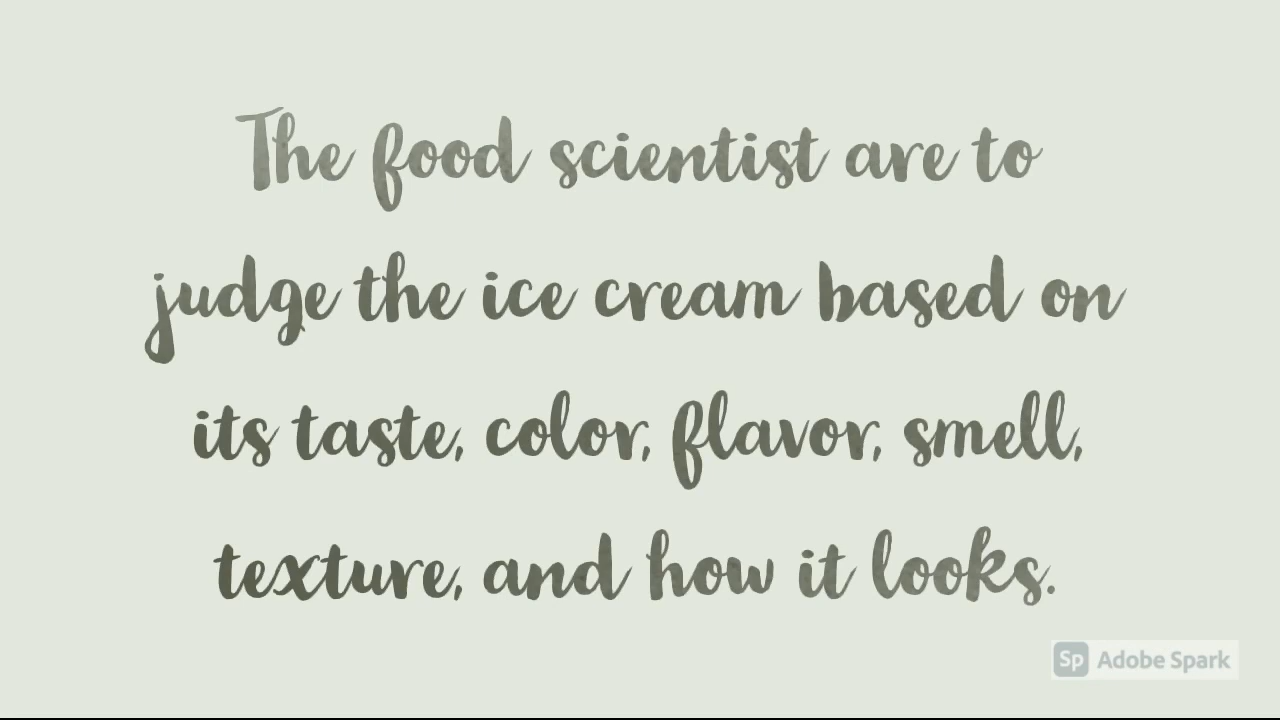 The food scientist are to
judge the ice cream based on
its taste, color, flavor, smell,
texture, and how it looks.
Sp Adobe Spark